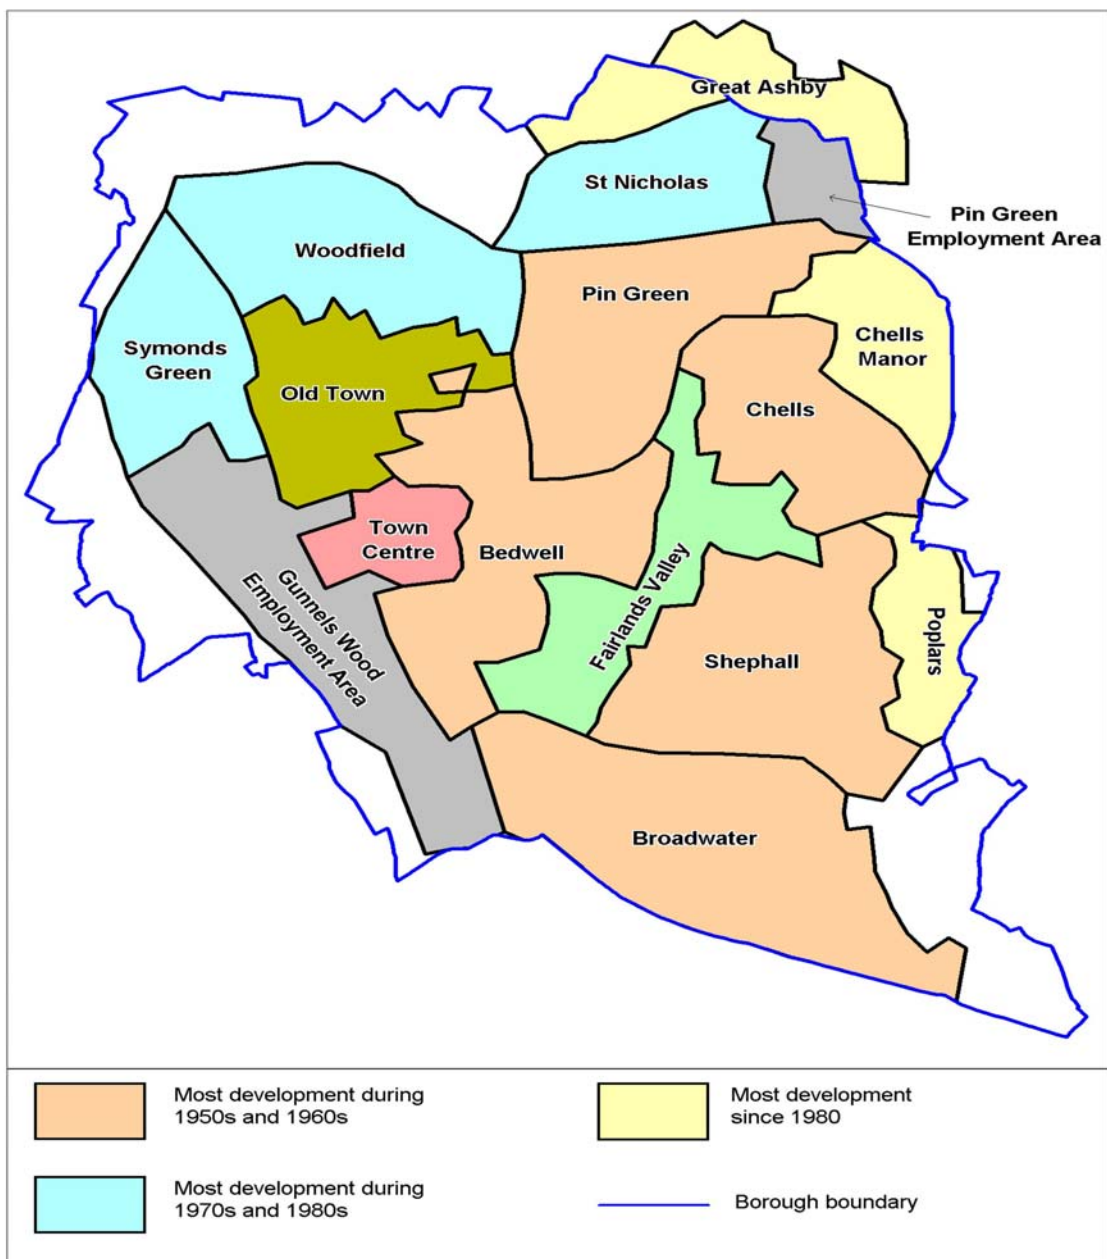 Great Ashby
St Nicholas
Pin Green
Employment Area
Woodfield
Pin Green
Symonds
Green
Chells
Manor
Old Town
Chells
Town
Centre
Bedwell
Gunnels Wood
Employment Area
Fairlands Valley
Poplars
Shephall
Broadwater
Most development during
1950s and 1960s
Most development
since 1980
Most development during
1970s and 1980s
Borough boundary